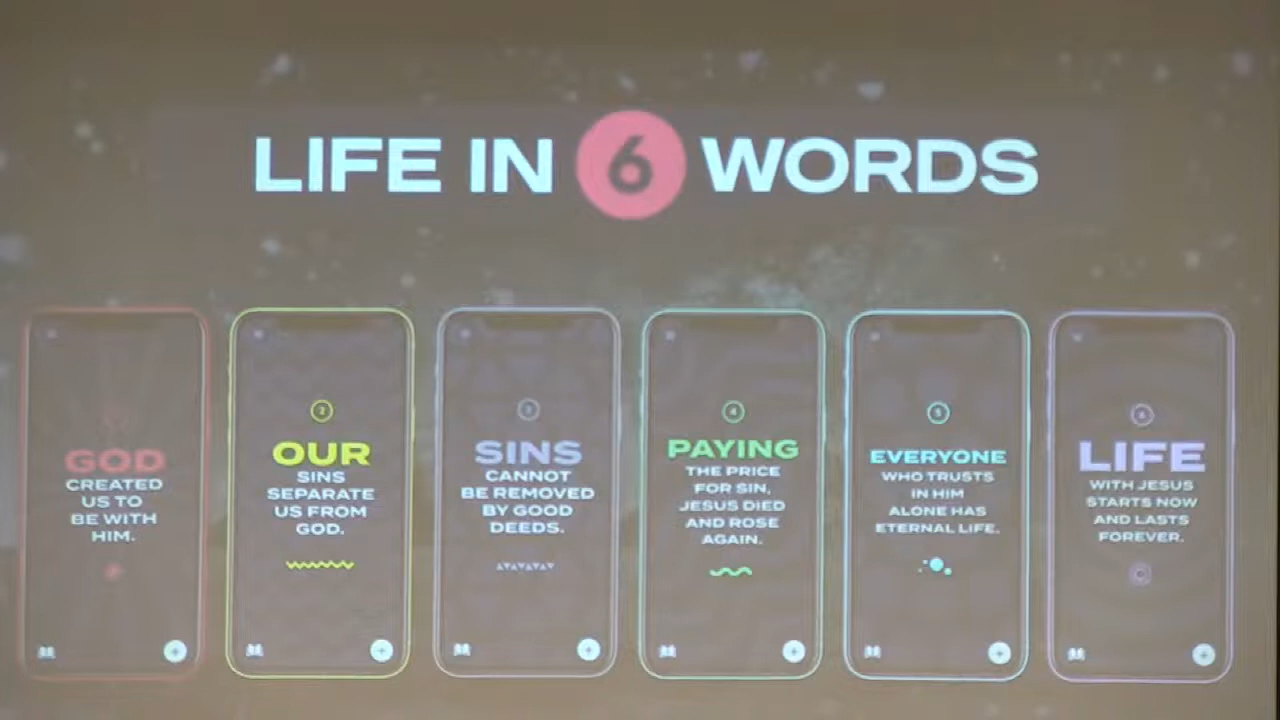 LIFE IN 6 WORDS
GOD
CREATED
US TO
BE WITH
HIM.
2
OUR
SINS
SEPARATE
US FROM
GOD.
3
SINS
CANNOT
BE REMOVED
BY GOOD
DEEDS.
4
PAYING
THE PRICE
FOR SIN,
JESUS DIED
AND ROSE
AGAIN.
5
EVERYONE
WHO TRUSTS
IN HIM
ALONE HAS
ETERNAL LIFE.
6
LIFE
WITH JESUS
STARTS NOW
AND LASTS
FOREVER.